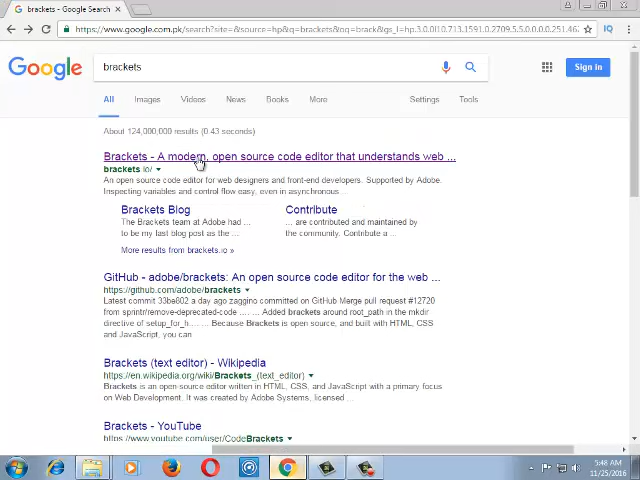 brackets - Google Search
https://www.google.com.pk/search?site=&source=hp&q=brackets&oq=brack&gs_l=hp.3.0.0l10.713.1591.0.2709.5.5.0.0.0.0.251.46
Google
brackets
Sign in
All Images Videos News Books More Settings Tools
About 124,000,000 results (0.43 seconds)
Brackets - A modern, open source code editor that understands web ...
brackets.io/
An open source code editor for web designers and front-end developers. Supported by Adobe.
Inspecting variables and control flow easy, even in asynchronous...
Brackets Blog
The Brackets team at Adobe had ...
to be my last blog post as the ...
Contribute
... are contributed and maintained by
the community. Contribute a ...
More results from brackets.io »
GitHub - adobe/brackets: An open source code editor for the web ...
https://github.com/adobe/brackets
Latest commit 33be802 a day ago zaggino committed on GitHub Merge pull request #12720
from sprintr/remove-deprecated-code .... ... Added brackets around root_path in the mkdir
directive of setup_for_h.... ... Because Brackets is open source, and built with HTML, CSS
and JavaScript, you can
Brackets (text editor) - Wikipedia
https://en.wikipedia.org/wiki/Brackets_(text_editor)
Brackets is an open-source editor written in HTML, CSS, and JavaScript with a primary focus
on Web Development. It was created by Adobe Systems, licensed ...
Brackets - YouTube
https://www.youtube.com/user/CodeBrackets
5:48 AM
11/25/2016